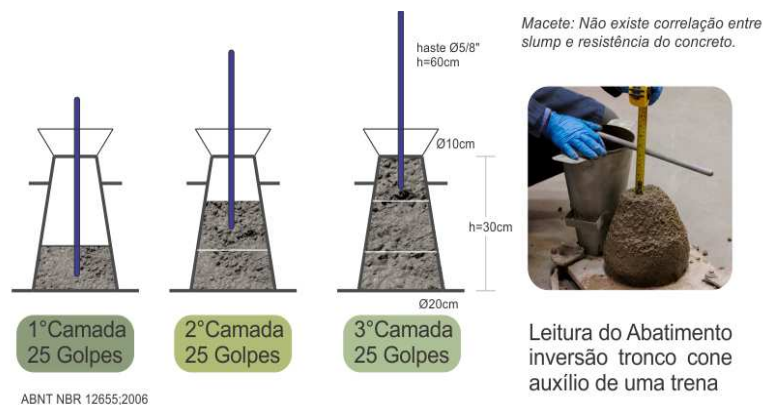 haste Ø5/8"
h=60cm
Ø10cm
h=30cm
Ø20cm
1°Camada
25 Golpes
2°Camada
25 Golpes
3°Camada
25 Golpes
ABNT NBR 12655;2006
Macete: Não existe correlação entre
slump e resistência do concreto.
Leitura do Abatimento
inversão tronco cone
auxílio de uma trena